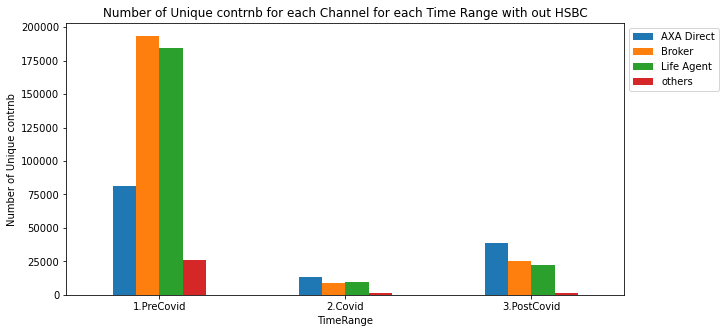 Number of Unique contrnb for each Channel for each Time Range with out HSBC
AXA Direct
Broker
Life Agent
others
Number of Unique contrnb
200000
175000
150000
125000
100000
75000
50000
25000
0
1.PreCovid
2.Covid
3.PostCovid
TimeRange